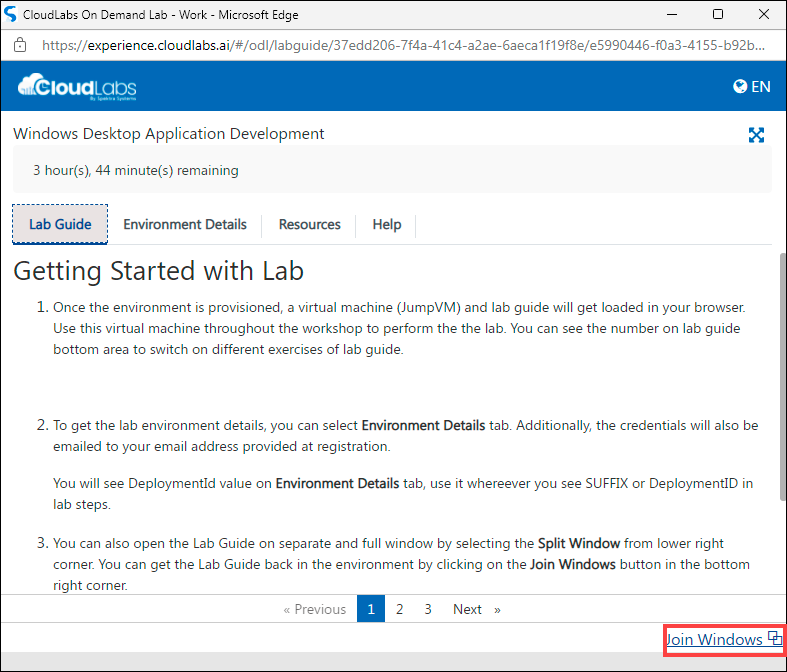 CloudLabs On Demand Lab - Work - Microsoft Edge
https://experience.cloudlabs.ai/#/odl/labguide/37edd206-7f4a-41c4-a2ae-6aeca1f19f8e/e5990446-f0a3-4155-b92b...
CloudLabs
By Spektra Systems
EN
Windows Desktop Application Development
3 hour(s), 44 minute(s) remaining
Lab Guide Environment Details Resources Help
Getting Started with Lab
1. Once the environment is provisioned, a virtual machine (JumpVM) and lab guide will get loaded in your browser.
Use this virtual machine throughout the workshop to perform the the lab. You can see the number on lab guide
bottom area to switch on different exercises of lab guide.
2. To get the lab environment details, you can select Environment Details tab. Additionally, the credentials will also be
emailed to your email address provided at registration.
You will see DeploymentId value on Environment Details tab, use it whereever you see SUFFIX or DeploymentID in
lab steps.
3. You can also open the Lab Guide on separate and full window by selecting the Split Window from lower right
corner. You can get the Lab Guide back in the environment by clicking on the Join Windows button in the bottom
right corner.
« Previous 1 2 3 Next »
Join Windows